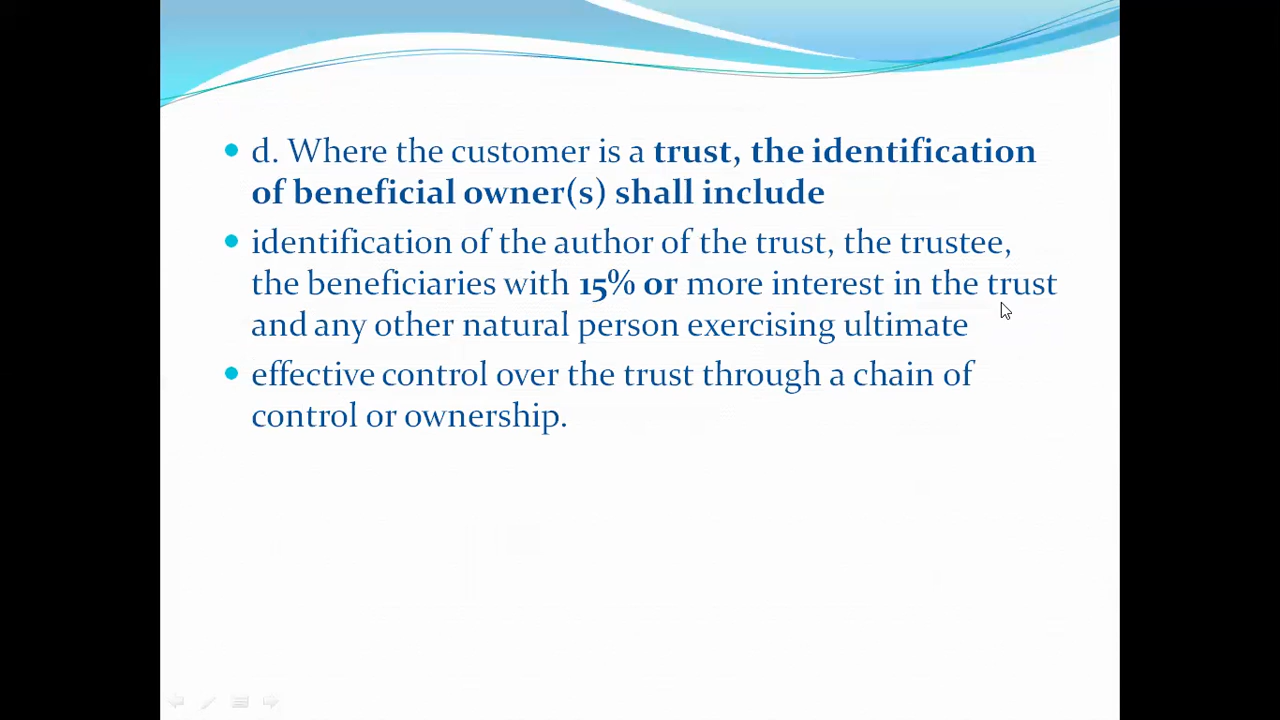 d. Where the customer is a trust, the identification
of beneficial owner(s) shall include
identification of the author of the trust, the trustee,
the beneficiaries with 15% or more interest in the trust
and any other natural person exercising ultimate
effective control over the trust through a chain of
control or ownership.